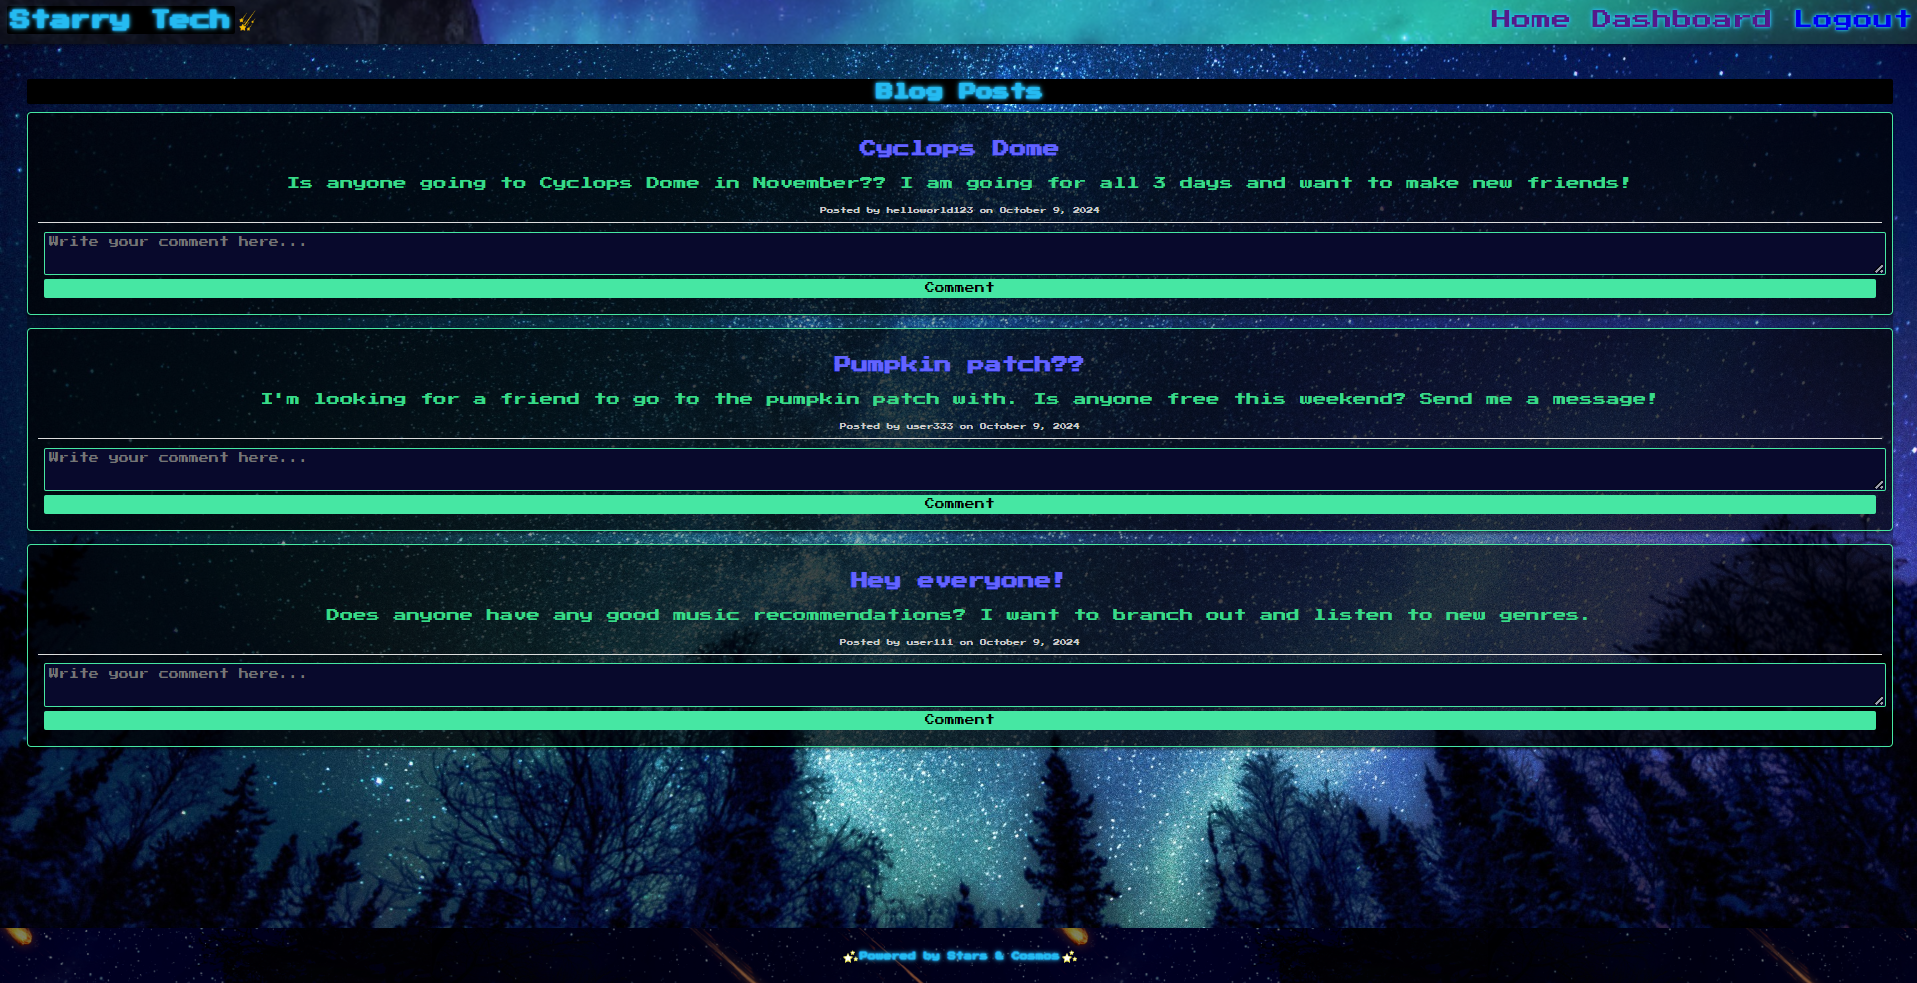 Starry Tech
Home Dashboard Logout
Blog Posts
Cyclops Dome
Is anyone going to Cyclops Dome in November?? I am going for all 3 days and want to make new friends!
Posted by helloworld123 on October 9, 2024
Write your comment here...
Comment
Pumpkin patch??
I'm looking for a friend to go to the pumpkin patch with. Is anyone free this weekend? Send me a message!
Posted by user333 on October 9, 2024
Write your comment here...
Comment
Hey everyone!
Does anyone have any good music recommendations? I want to branch out and listen to new genres.
Posted by user111 on October 9, 2024
Write your comment here...
Comment
Powered by Stars & Cosmos